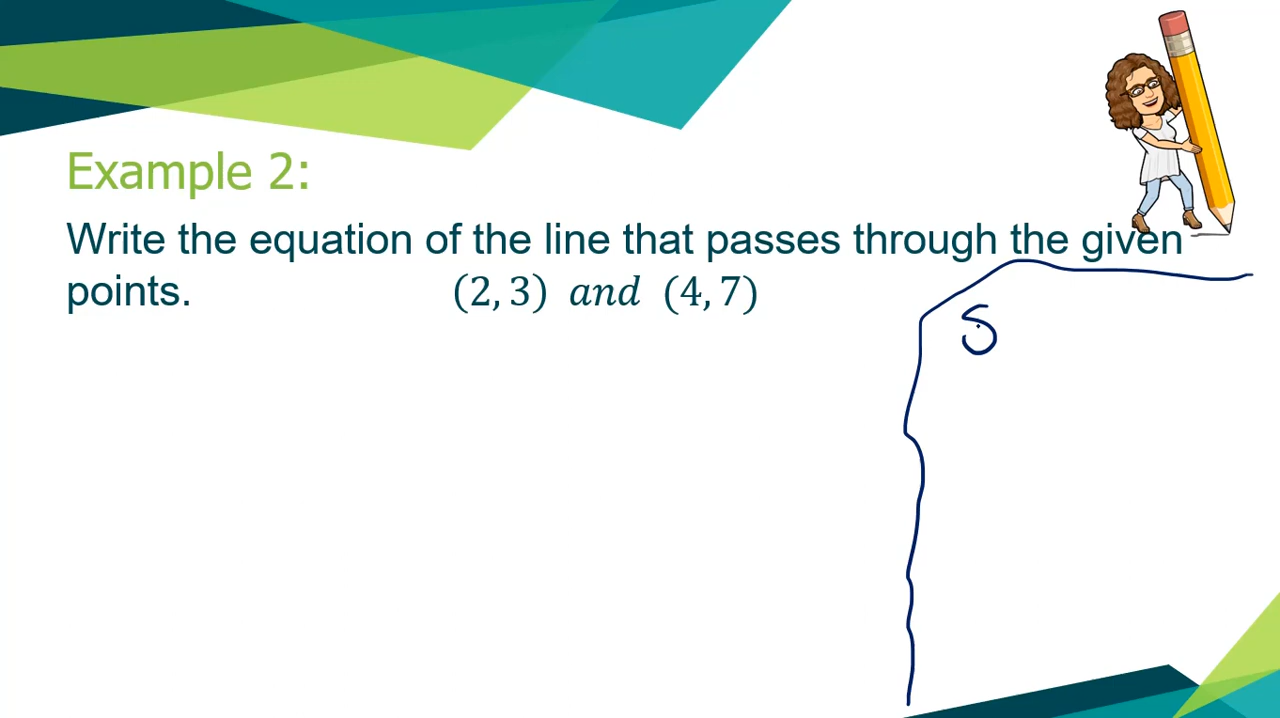 Example 2:
Write the equation of the line that passes through the given
points. (2, 3) and (4, 7)
S